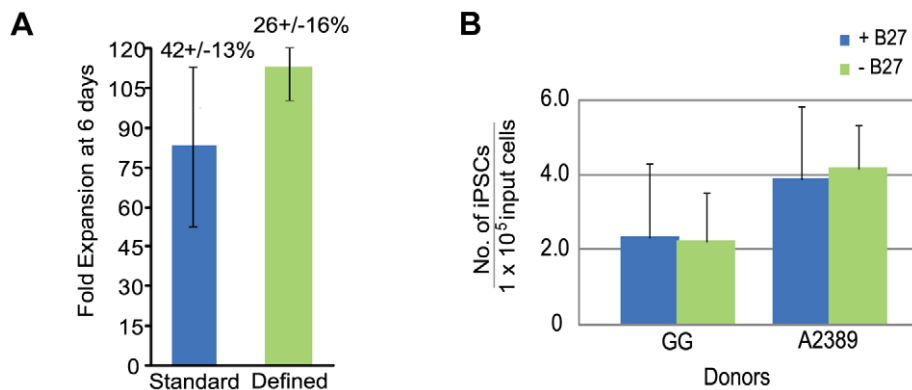 A
42+/-13%
26+/-16%
Fold Expansion at 6 days
120
105
90
75
60
45
30
15
0
Standard Defined
B
+ B27
- B27
No. of iPSCs
1 x 10⁵ input cells
6.0
4.0
2.0
0
GG A2389
Donors